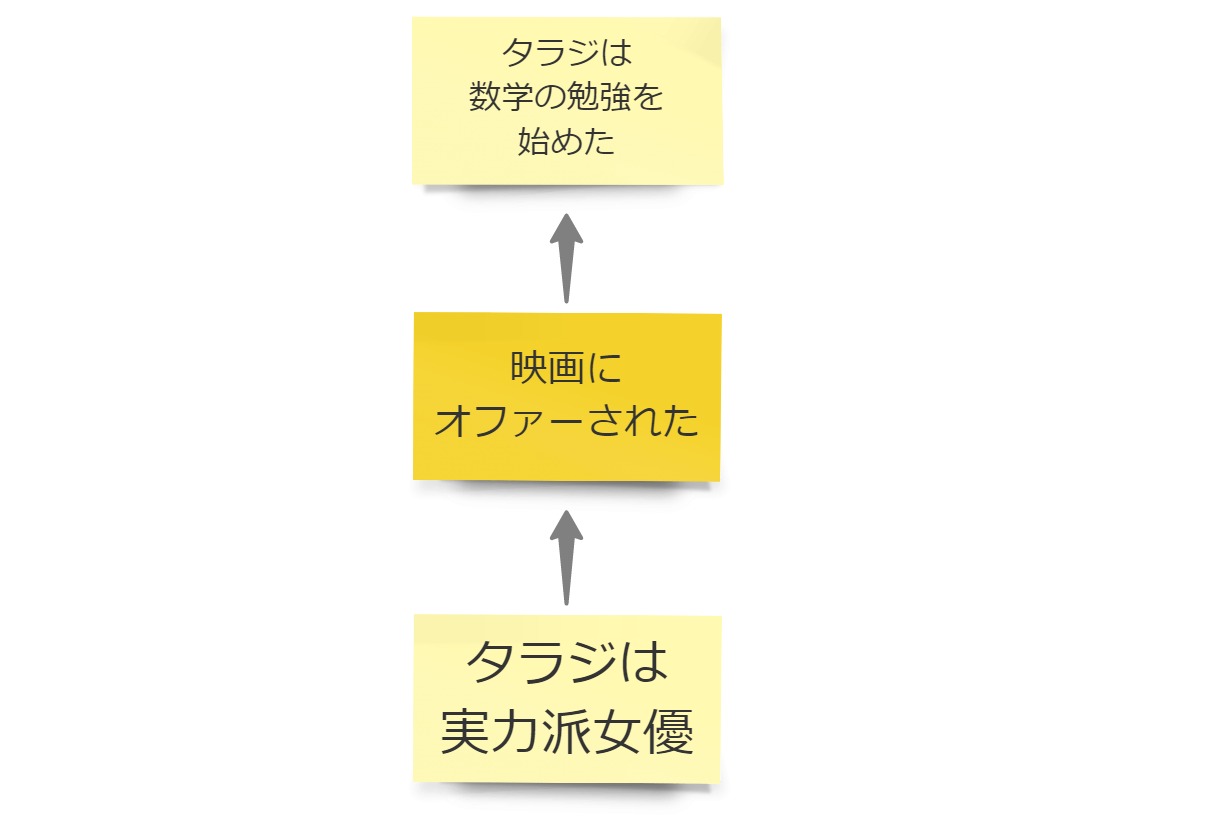 タラジは
数学の勉強を
始めた
映画に
オファーされた
タラジは
実力派女優